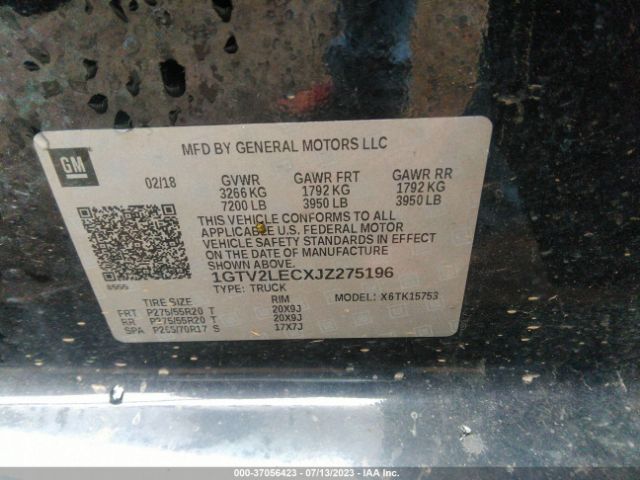 MFD BY GENERAL MOTORS LLC
GM
02/18 GVWR GAWR FRT GAWR RR
3266 KG 1792 KG 1792 KG
7200 LB 3950 LB 3950 LB
THIS VEHICLE CONFORMS TO ALL
APPLICABLE U.S. FEDERAL MOTOR
VEHICLE SAFETY STANDARDS IN EFFECT
ON THE DATE OF MANUFACTURE
SHOWN ABOVE.
1GTV2LECXJZ275196
TYPE: TRUCK
TIRE SIZE RIM MODEL: X6TK15753
FRT P275/55R20 T 20X9J
RR P275/55R20 T 20X9J
SPA P265/70R17 S 17X7J
000-37056423 - 07/13/2023 - IAA Inc.